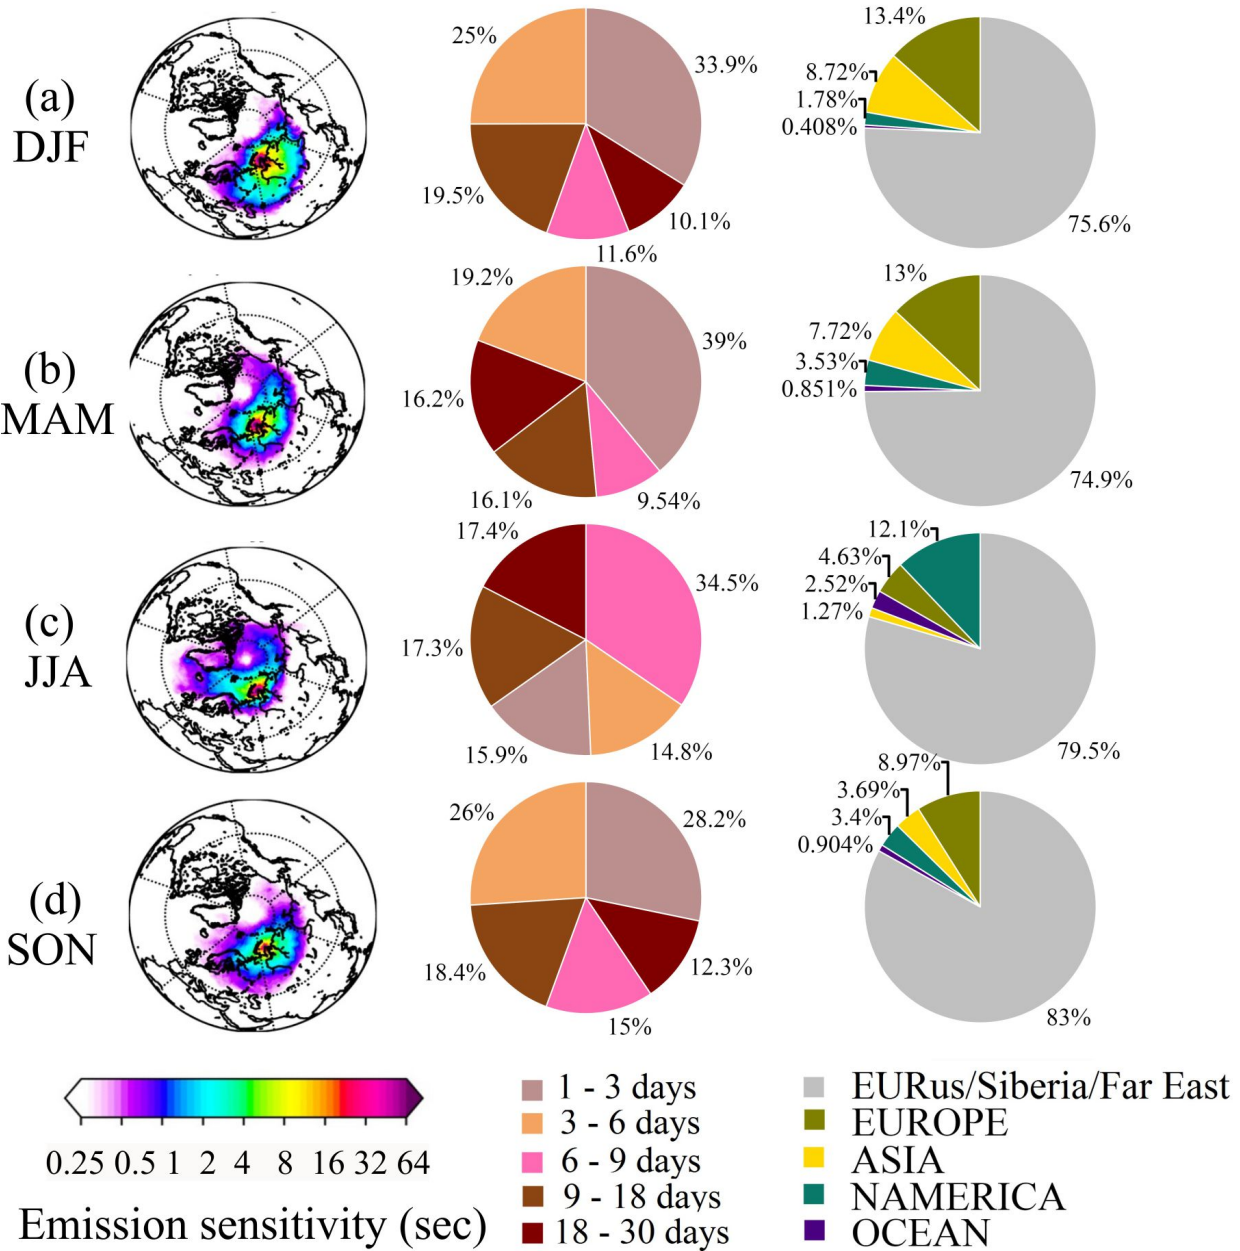 (a)
DJF
25%
33.9%
19.5%
10.1%
11.6%
13.4%
8.72%
1.78%
0.408%
75.6%
(b)
MAM
19.2%
39%
16.2%
16.1%
9.54%
13%
7.72%
3.53%
0.851%
74.9%
(c)
JJA
17.4%
34.5%
17.3%
15.9%
14.8%
12.1%
4.63%
2.52%
1.27%
79.5%
(d)
SON
26%
28.2%
18.4%
12.3%
15%
8.97%
3.69%
3.4%
0.904%
83%
0.25 0.5 1 2 4 8 16 32 64
Emission sensitivity (sec)
1 - 3 days
3 - 6 days
6 - 9 days
9 - 18 days
18 - 30 days
EURus/Siberia/Far East
EUROPE
ASIA
NAMERICA
OCEAN